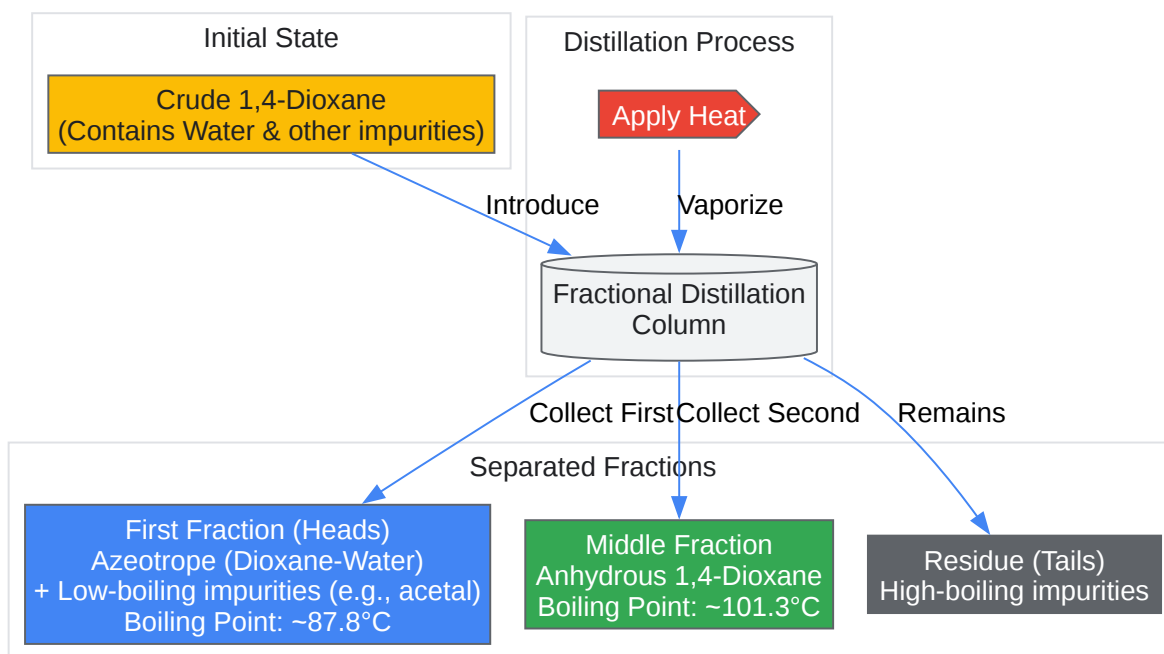 Initial State
Crude 1,4-Dioxane
(Contains Water & other impurities)
Distillation Process
Apply Heat
Introduce
Vaporize
Fractional Distillation
Column
Collect First
Collect Second
Remains
Separated Fractions
First Fraction (Heads)
Azeotrope (Dioxane-Water)
+ Low-boiling impurities (e.g., acetal)
Boiling Point: ~87.8°C
Middle Fraction
Anhydrous 1,4-Dioxane
Boiling Point: ~101.3°C
Residue (Tails)
High-boiling impurities